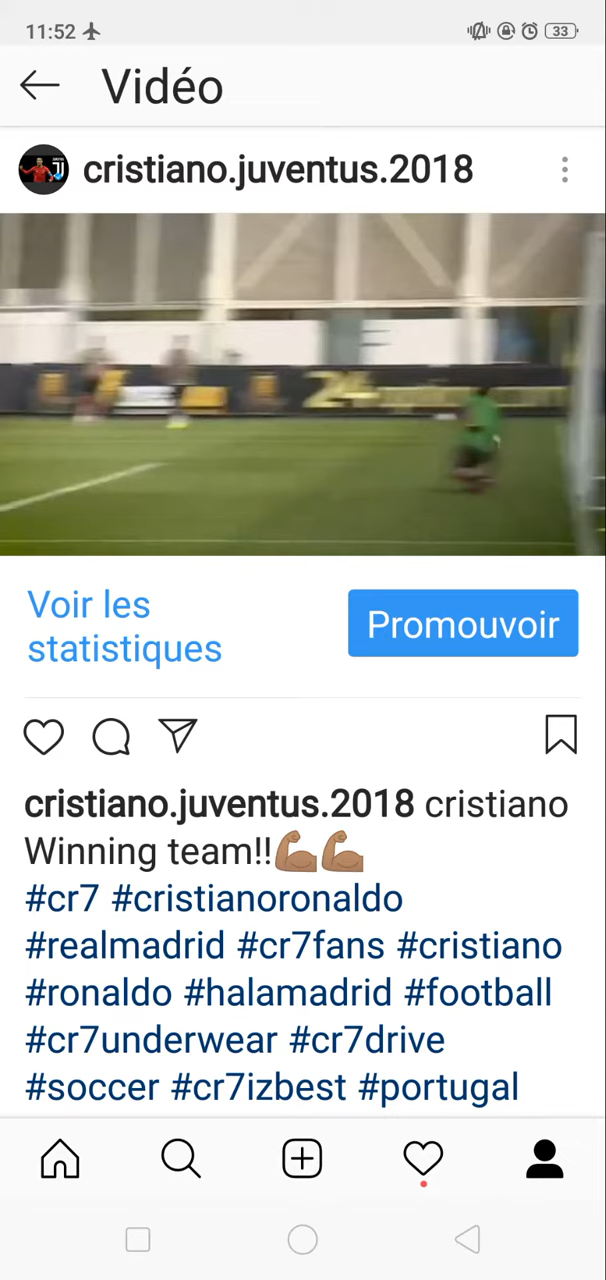 11:52
33
Vidéo
cristiano.juventus.2018
24
Voir les
statistiques
Promouvoir
cristiano.juventus.2018 cristiano
Winning team!!💪🏽💪🏽
#cr7 #cristianoronaldo
#realmadrid #cr7fans #cristiano
#ronaldo #halamadrid #football
#cr7underwear #cr7drive
#soccer #cr7izbest #portugal